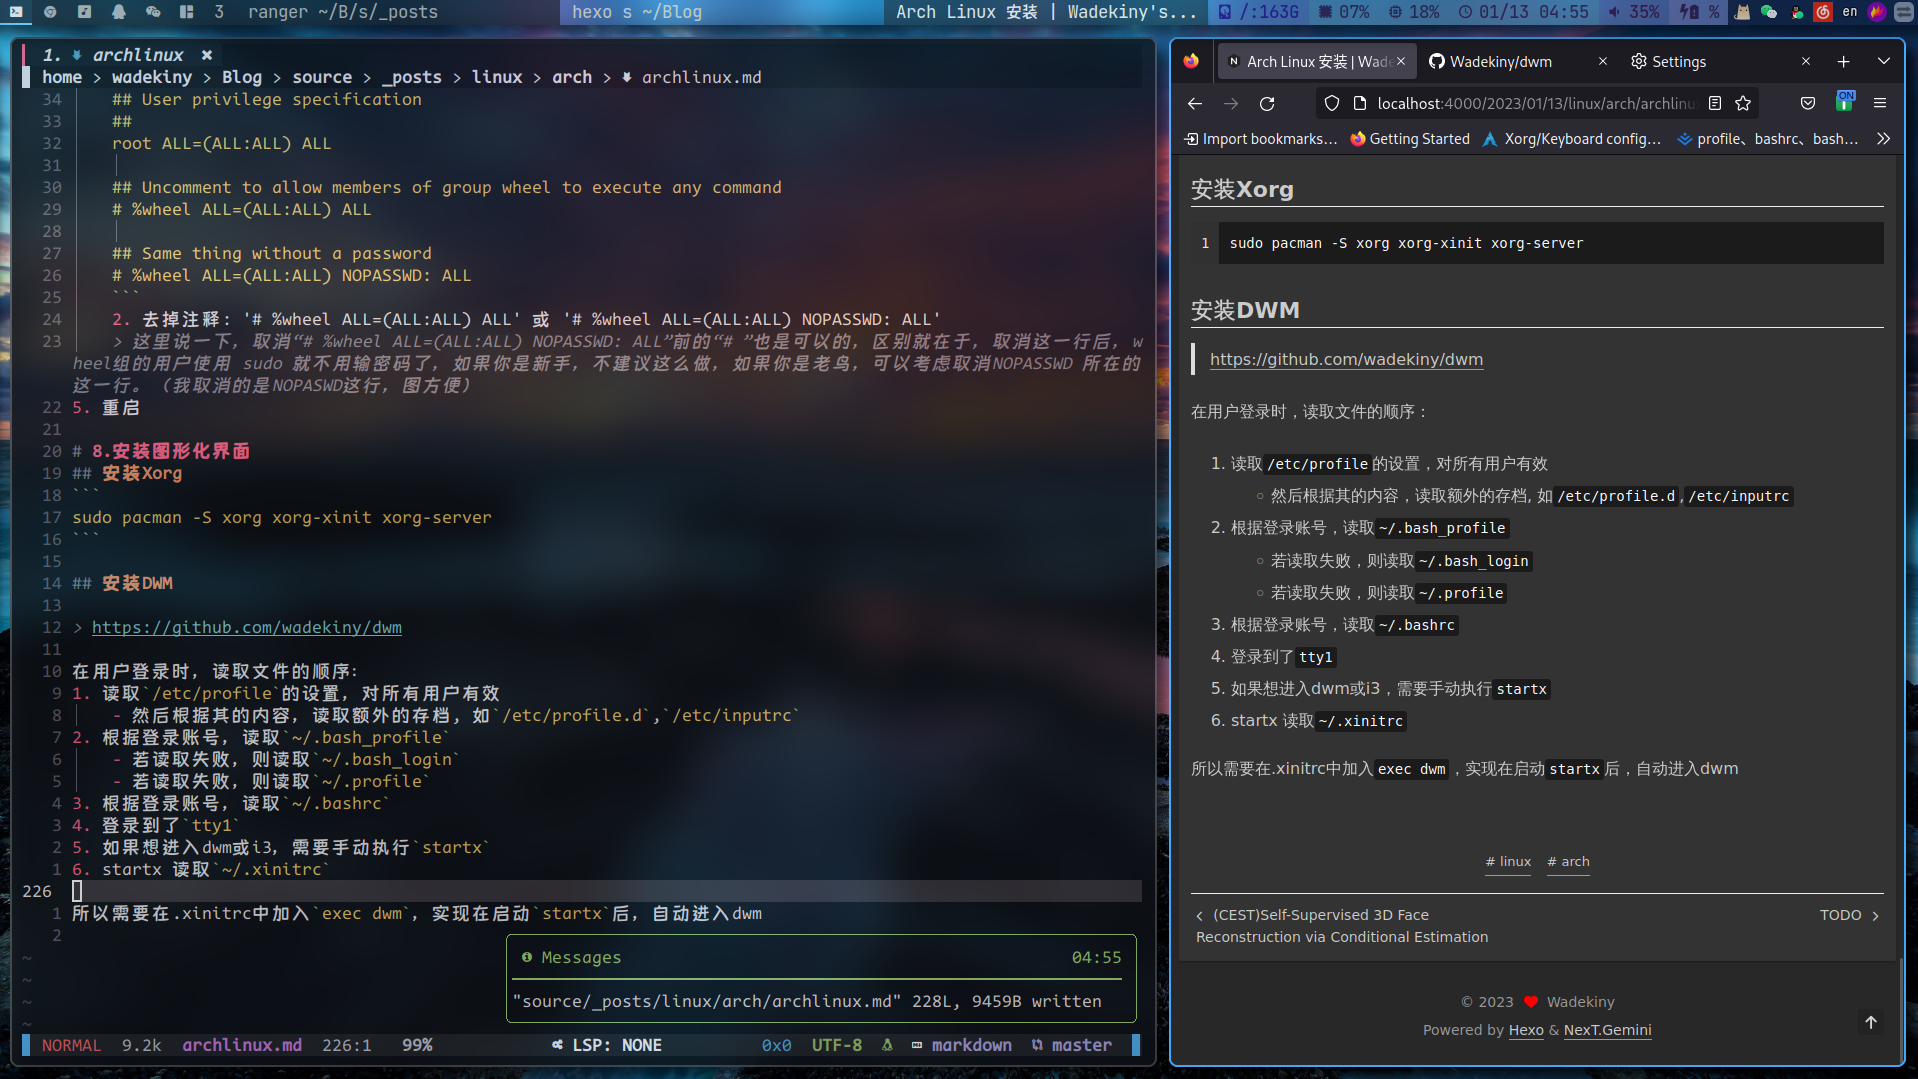 3 ranger ~/B/s/_posts
hexo s ~/Blog
Arch Linux 安装 | Wadekiny's...
/:163G 07% 18% 01/13 04:55 35% % en
1. archlinux ✖
home > wadekiny > Blog > source > _posts > linux > arch > archlinux.md
34 ## User privilege specification
33 ##
32 root ALL=(ALL:ALL) ALL
31
30 ## Uncomment to allow members of group wheel to execute any command
29 # %wheel ALL=(ALL:ALL) ALL
28
27 ## Same thing without a password
26 # %wheel ALL=(ALL:ALL) NOPASSWD: ALL
25 ```
24 2. 去掉注释: '# %wheel ALL=(ALL:ALL) ALL' 或 '# %wheel ALL=(ALL:ALL) NOPASSWD: ALL'
23 > 这里说一下，取消“# %wheel ALL=(ALL:ALL) NOPASSWD: ALL”前的“# ”也是可以的，区别就在于，取消这一行后，w
heel组的用户使用 sudo 就不用输密码了，如果你是新手，不建议这么做，如果你是老鸟，可以考虑取消NOPASSWD 所在的
这一行。（我取消的是NOPASWD这行，图方便）
22 5. 重启
21
20 # 8.安装图形化界面
19 ## 安装Xorg
18 ```
17 sudo pacman -S xorg xorg-xinit xorg-server
16 ```
15
14 ## 安装DWM
13
12 > https://github.com/wadekiny/dwm
11
10 在用户登录时，读取文件的顺序：
9 1. 读取`/etc/profile`的设置，对所有用户有效
8 - 然后根据其的内容，读取额外的存档，如`/etc/profile.d`,`/etc/inputrc`
7 2. 根据登录账号，读取`~/.bash_profile`
6 - 若读取失败，则读取`~/.bash_login`
5 - 若读取失败，则读取`~/.profile`
4 3. 根据登录账号，读取`~/.bashrc`
3 4. 登录到了`tty1`
2 5. 如果想进入dwm或i3，需要手动执行`startx`
1 6. startx 读取`~/.xinitrc`
226
1 所以需要在.xinitrc中加入`exec dwm`，实现在启动`startx`后，自动进入dwm
2
~
~
~
~
Messages 04:55
"source/_posts/linux/arch/archlinux.md" 228L, 9459B written
NORMAL 9.2k archlinux.md 226:1 99% LSP: NONE 0x0 UTF-8 markdown master
Arch Linux 安装 | Wade
Wadekiny/dwm
Settings
localhost:4000/2023/01/13/linux/arch/archlinu
ON
Import bookmarks…
Getting Started
Xorg/Keyboard config…
profile、bashrc、bash…
安装Xorg
1 sudo pacman -S xorg xorg-xinit xorg-server
安装DWM
https://github.com/wadekiny/dwm
在用户登录时，读取文件的顺序：
1. 读取/etc/profile的设置，对所有用户有效
◦ 然后根据其的内容，读取额外的存档, 如/etc/profile.d,/etc/inputrc
2. 根据登录账号，读取~/.bash_profile
◦ 若读取失败，则读取~/.bash_login
◦ 若读取失败，则读取~/.profile
3. 根据登录账号，读取~/.bashrc
4. 登录到了tty1
5. 如果想进入dwm或i3，需要手动执行startx
6. startx 读取~/.xinitrc
所以需要在.xinitrc中加入exec dwm，实现在启动startx后，自动进入dwm
# linux # arch
(CEST)Self-Supervised 3D Face
Reconstruction via Conditional Estimation
TODO
© 2023 ❤ Wadekiny
Powered by Hexo & NexT.Gemini